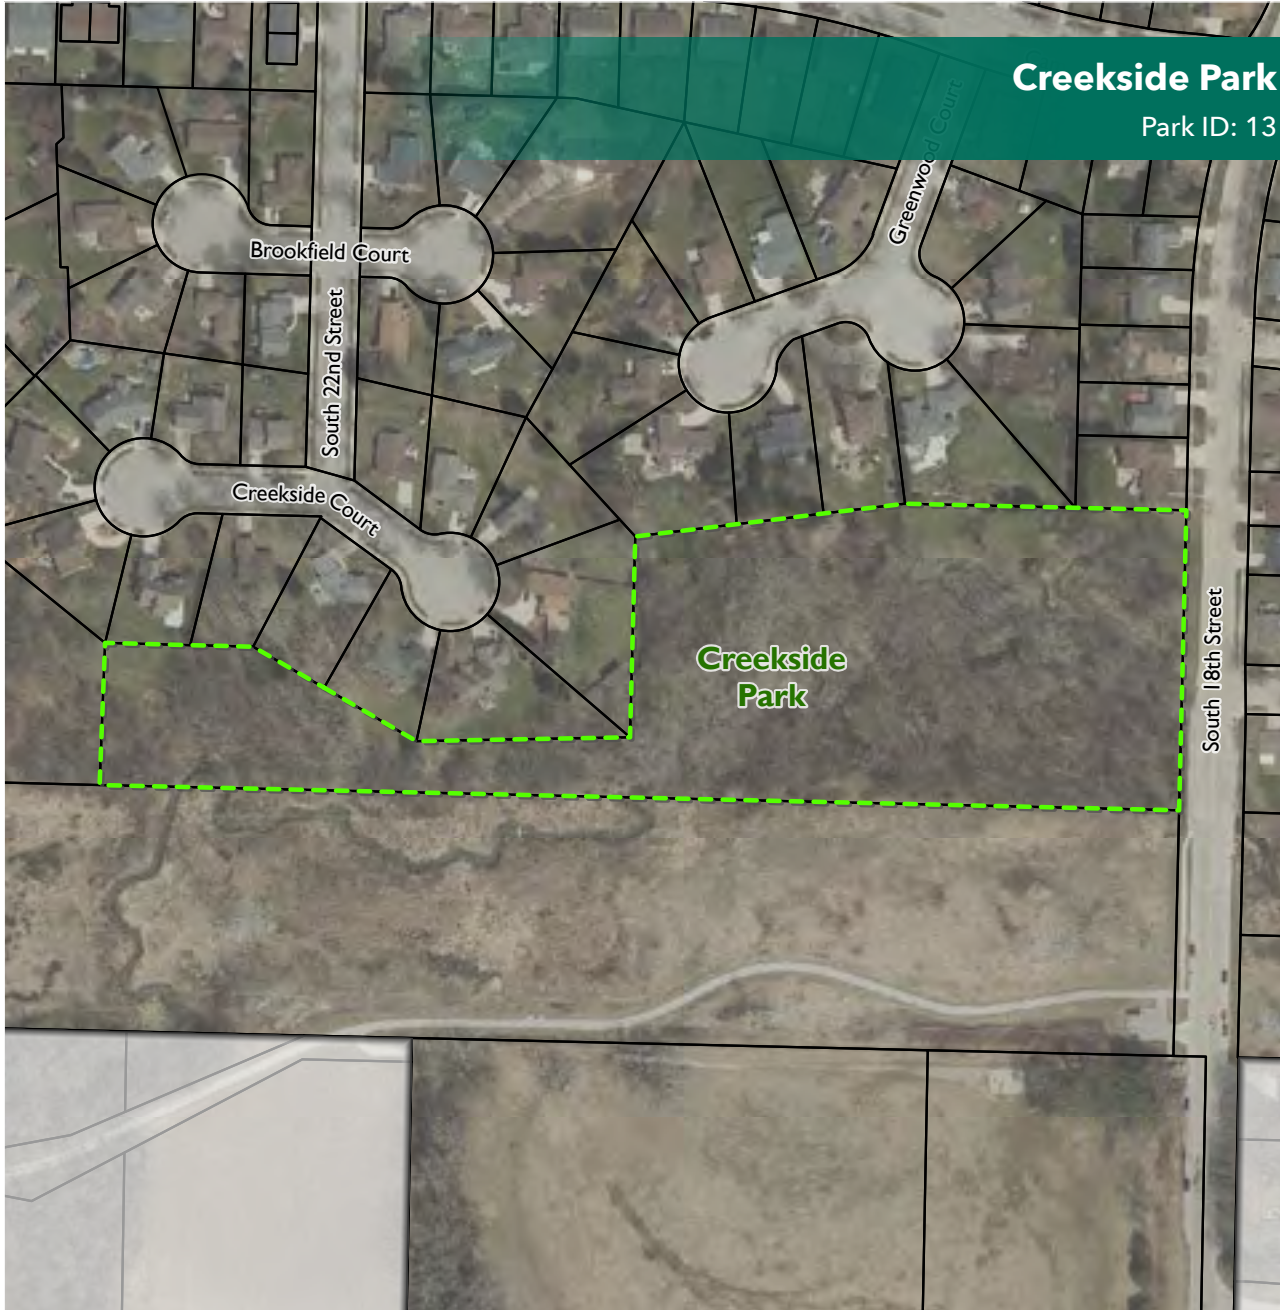 Creekside Park
Park ID: 13
Greenwood Court
Brookfield Court
South 22nd Street
Creekside Court
South 18th Street
Creekside
Park